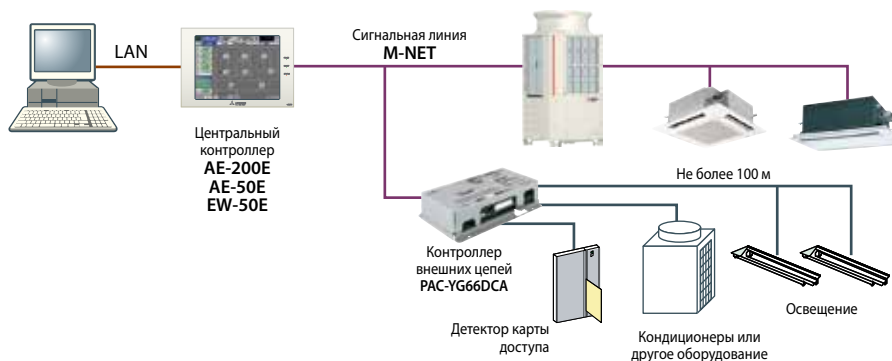 LAN
Сигнальная линия
M-NET
Центральный
контроллер
AE-200E
AE-50E
EW-50E
Не более 100 м
Контроллер
внешних цепей
PAC-YG66DCA
Детектор карты
доступа
Кондиционеры или
другое оборудование
Освещение